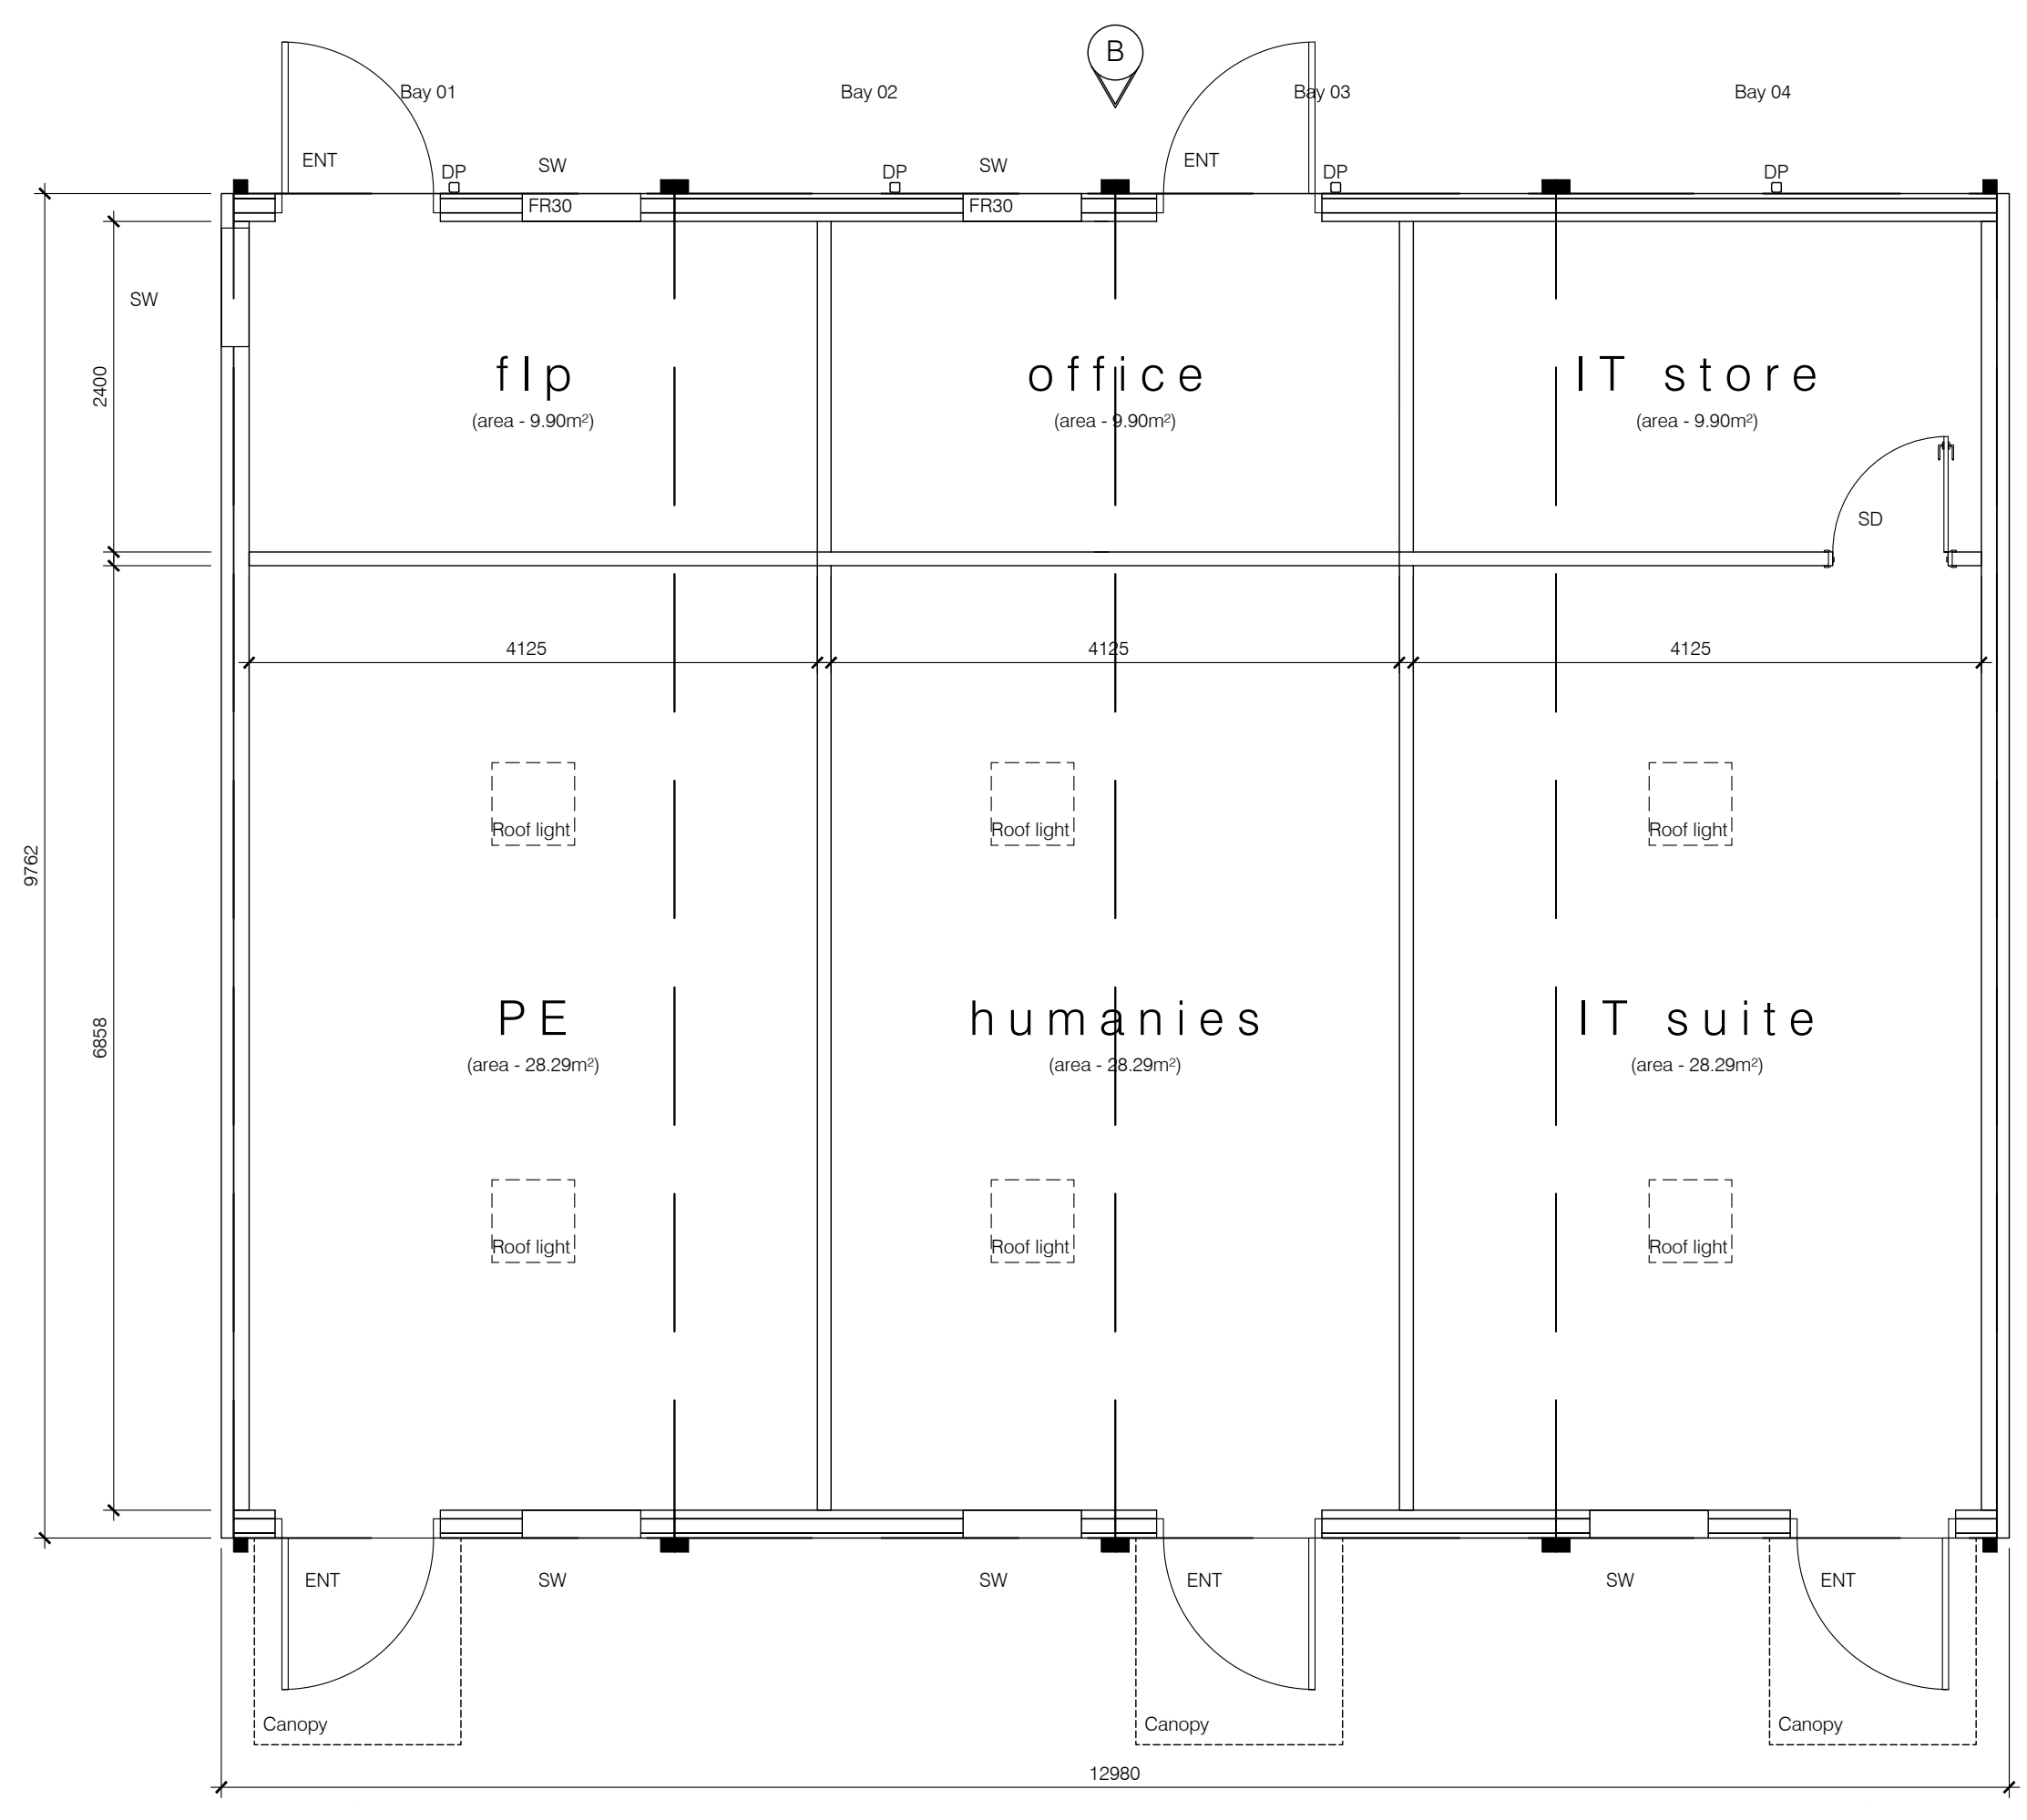 B
Bay 01
Bay 02
Bay 03
Bay 04
ENT
DP
SW
DP
SW
ENT
DP
DP
FR30
FR30
SW
2400
flp
(area - 9.90m²)
office
(area - 9.90m²)
IT store
(area - 9.90m²)
SD
4125
4125
4125
9762
6858
Roof light
Roof light
Roof light
PE
(area - 28.29m²)
humanies
(area - 28.29m²)
IT suite
(area - 28.29m²)
Roof light
Roof light
Roof light
ENT
SW
SW
ENT
SW
ENT
Canopy
Canopy
Canopy
12980